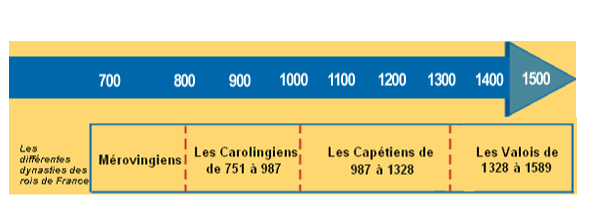 700 800 900 1000 1100 1200 1300 1400 1500
Les
différentes
dynasties des
rois de France
Mérovingiens
Les Carolingiens
de 751 à 987
Les Capétiens de
987 à 1328
Les Valois de
1328 à 1589